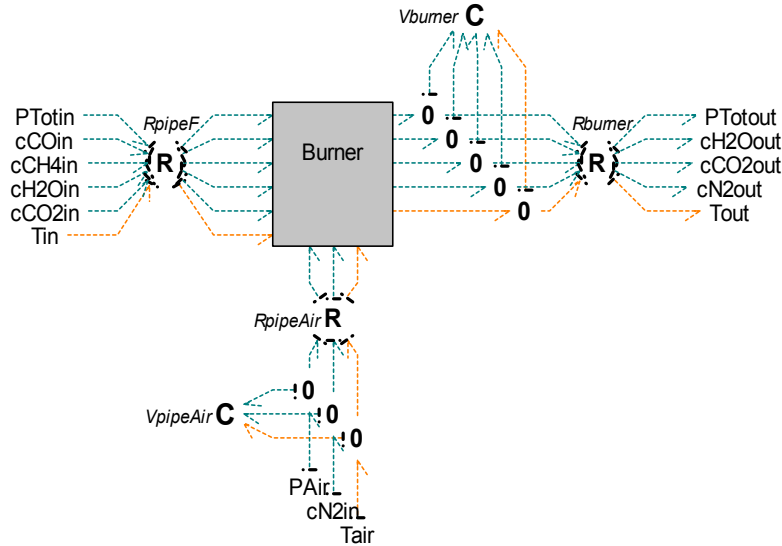 Vburner C
0
PTotin
RpipeF
0
PTotout
cCOin
Burner
0
Rburner
cH2Oout
cCH4in
R
0
R
cCO2out
cH2Oin
0
cN2out
cCO2in
Tout
Tin
RpipeAir R
0
VpipeAir C
0
0
PAir
cN2in
Tair